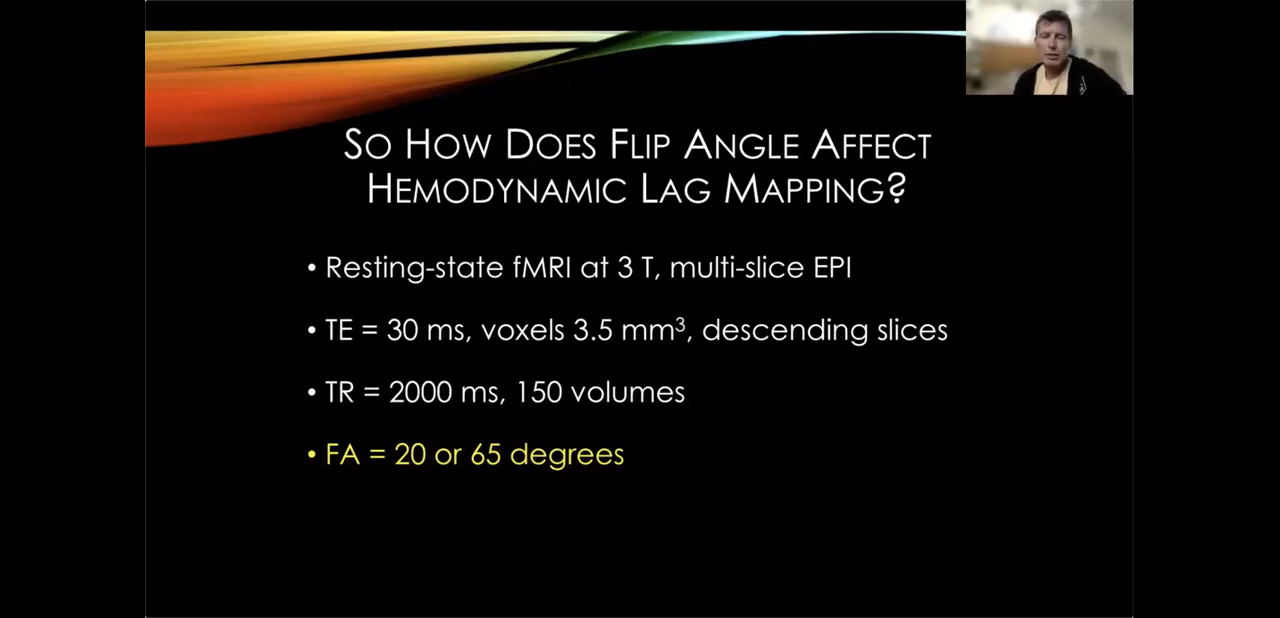 So How Does Flip Angle Affect
Hemodynamic Lag Mapping?
• Resting-state fMRI at 3 T, multi-slice EPI
• TE = 30 ms, voxels 3.5 mm³, descending slices
• TR = 2000 ms, 150 volumes
• FA = 20 or 65 degrees